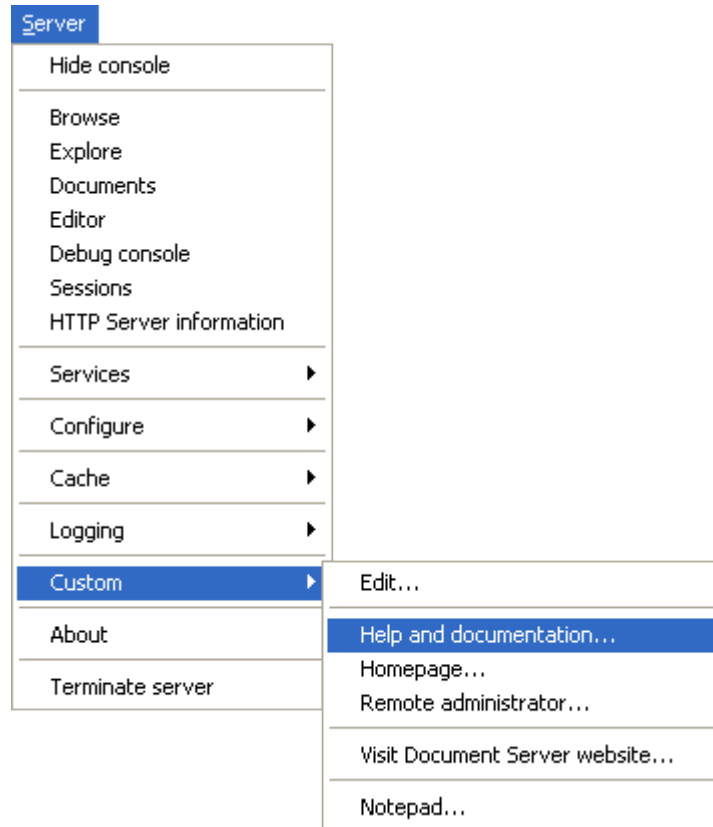 Server
Hide console
Browse
Explore
Documents
Editor
Debug console
Sessions
HTTP Server information
Services
Configure
Cache
Logging
Custom
About
Terminate server
Edit...
Help and documentation...
Homepage...
Remote administrator...
Visit Document Server website...
Notepad...